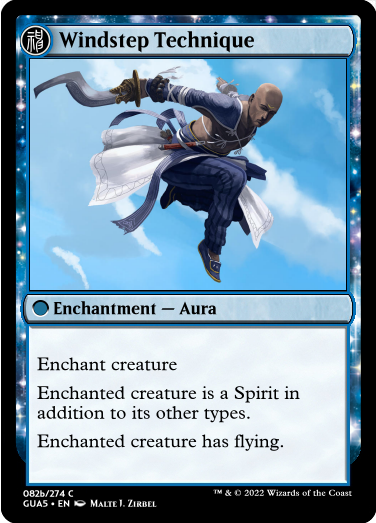 Windstep Technique
Enchantment — Aura
Enchant creature
Enchanted creature is a Spirit in
addition to its other types.
Enchanted creature has flying.
082b/274 C
GUA5 • EN Malte J. Zirbel
™ & © 2022 Wizards of the Coast